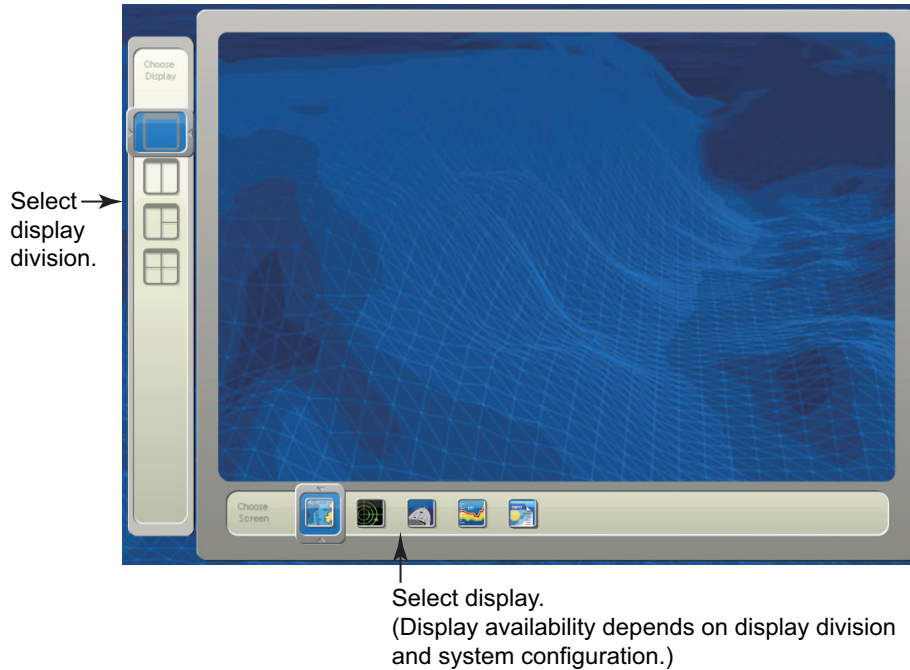 Choose
Display
Select
display
division.
Choose
Screen
Select display.
(Display availability depends on display division
and system configuration.)